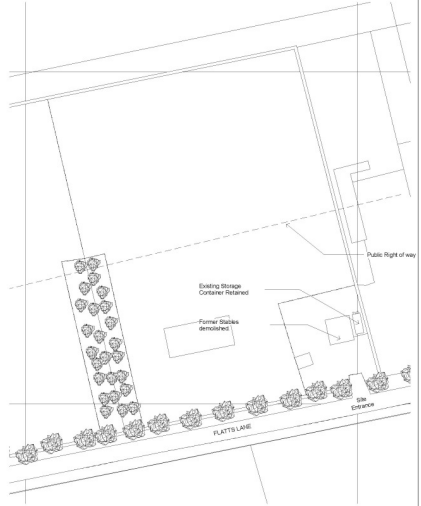 Public Right of way
Existing Storage
Container Retained
Former Stables
demolished
Site
Entrance
FLATTS LANE